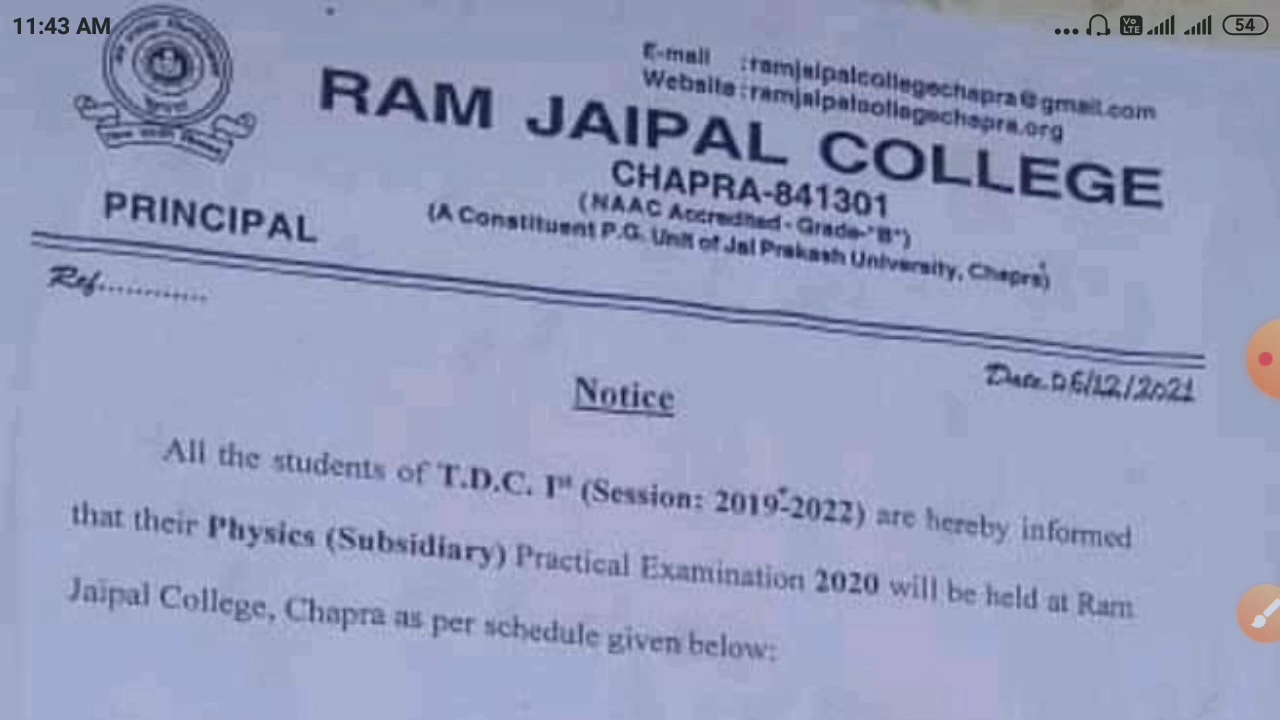 11:43 AM
... Vo LTE 54
E-mail :ramjaipalcollegechapra@gmail.com
Website:ramjaipalcollegechapra.org
RAM JAIPAL COLLEGE
CHAPRA-841301
(NAAC Accredited - Grade-"B")
(A Constituent P.G. Unit of Jai Prakash University, Chapra)
PRINCIPAL
Ref............
Date. 06/12/2021
Notice
All the students of T.D.C. Ist (Session: 2019-2022) are hereby informed
that their Physics (Subsidiary) Practical Examination 2020 will be held at Ram
Jaipal College, Chapra as per schedule given below: